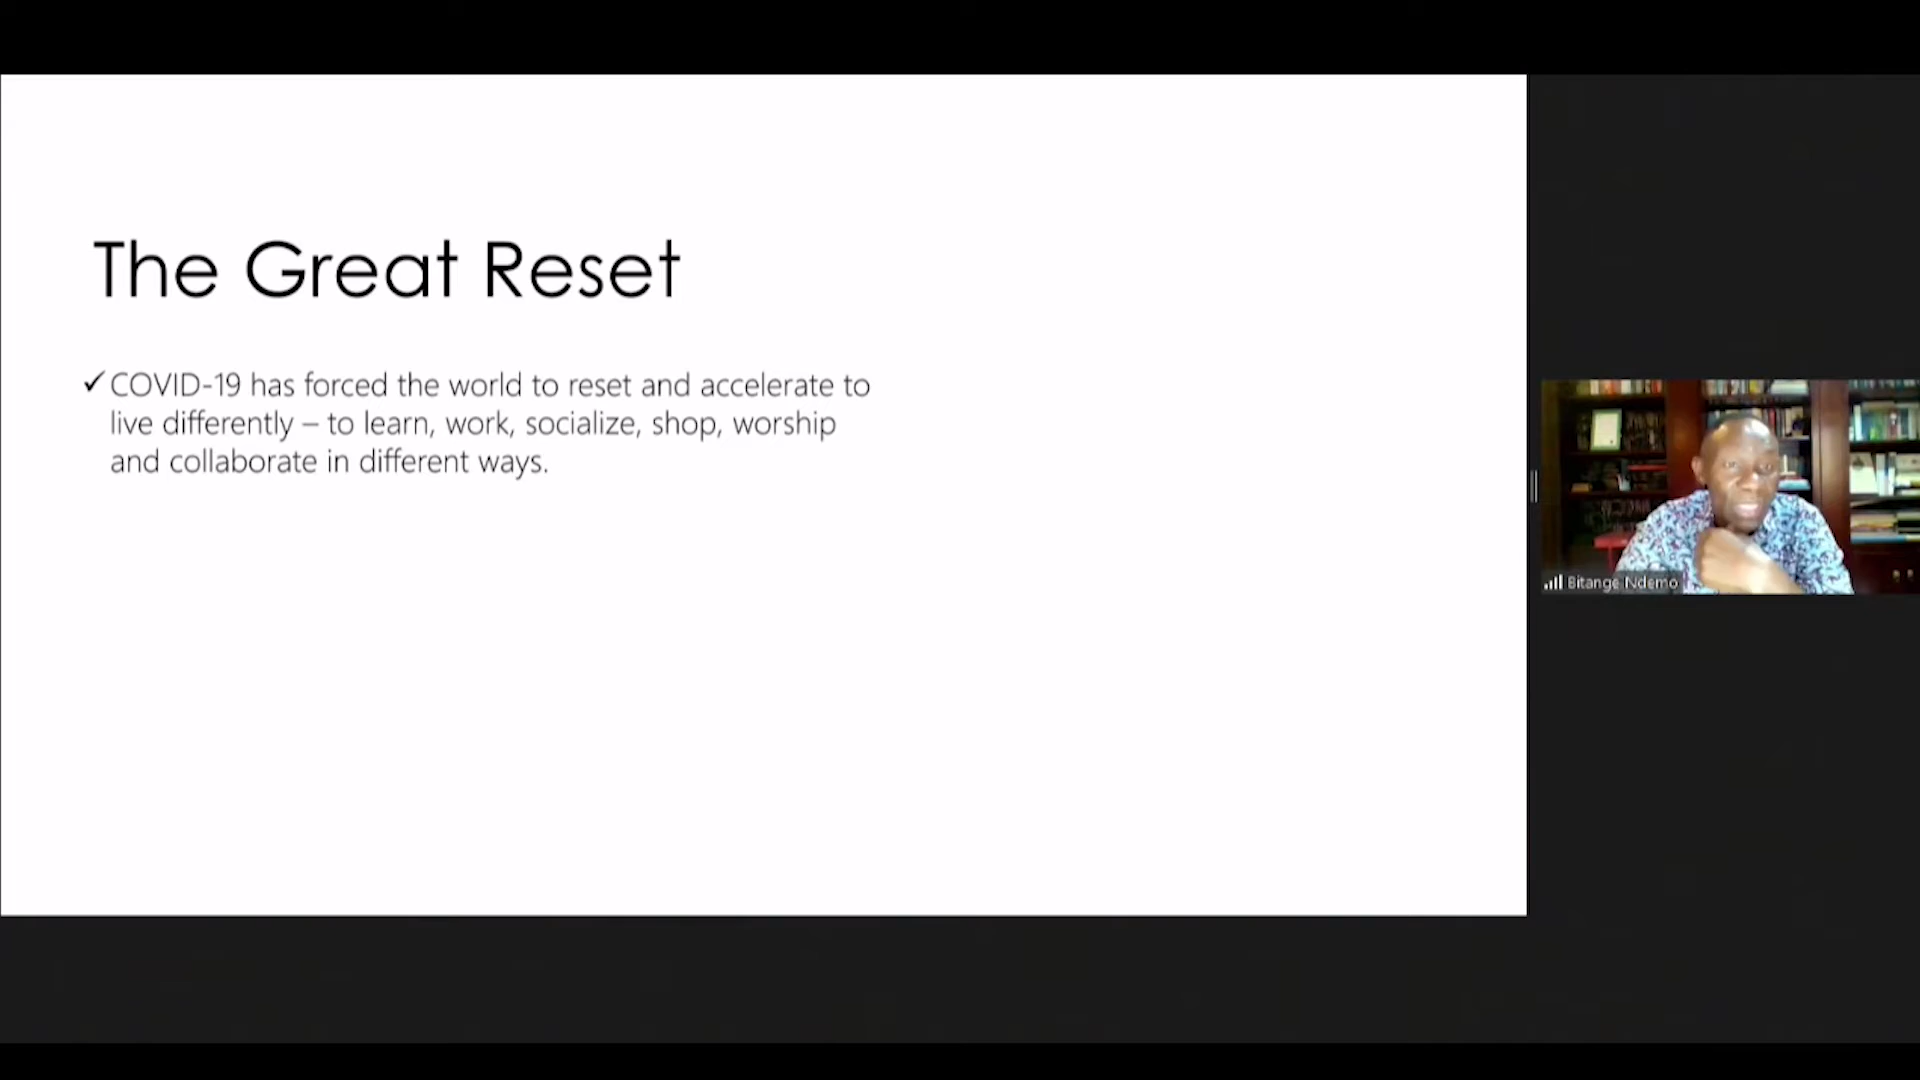 The Great Reset
✓ COVID-19 has forced the world to reset and accelerate to
live differently – to learn, work, socialize, shop, worship
and collaborate in different ways.
Bitange Ndemo